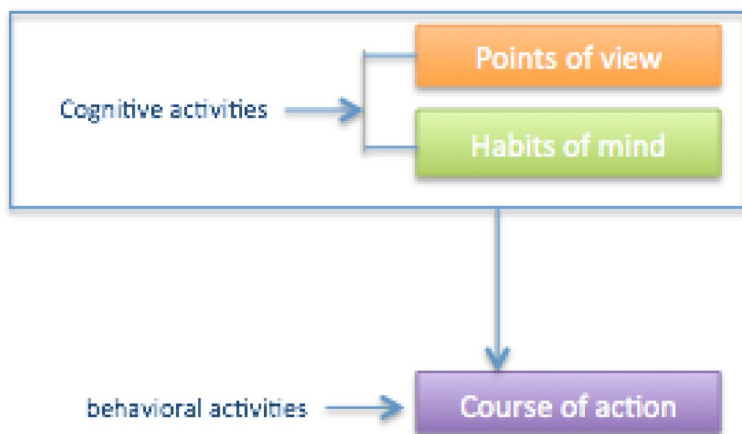 Points of view
Cognitive activities
Habits of mind
behavioral activities
Course of action